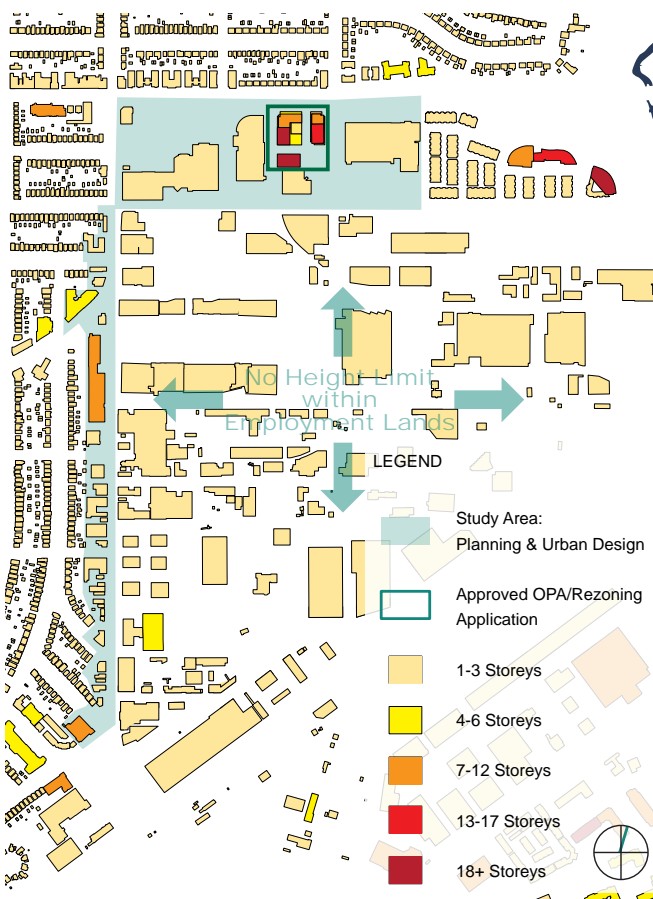 No Height Limit
within
Employment Lands
LEGEND
Study Area:
Planning & Urban Design
Approved OPA/Rezoning
Application
1-3 Storeys
4-6 Storeys
7-12 Storeys
13-17 Storeys
18+ Storeys